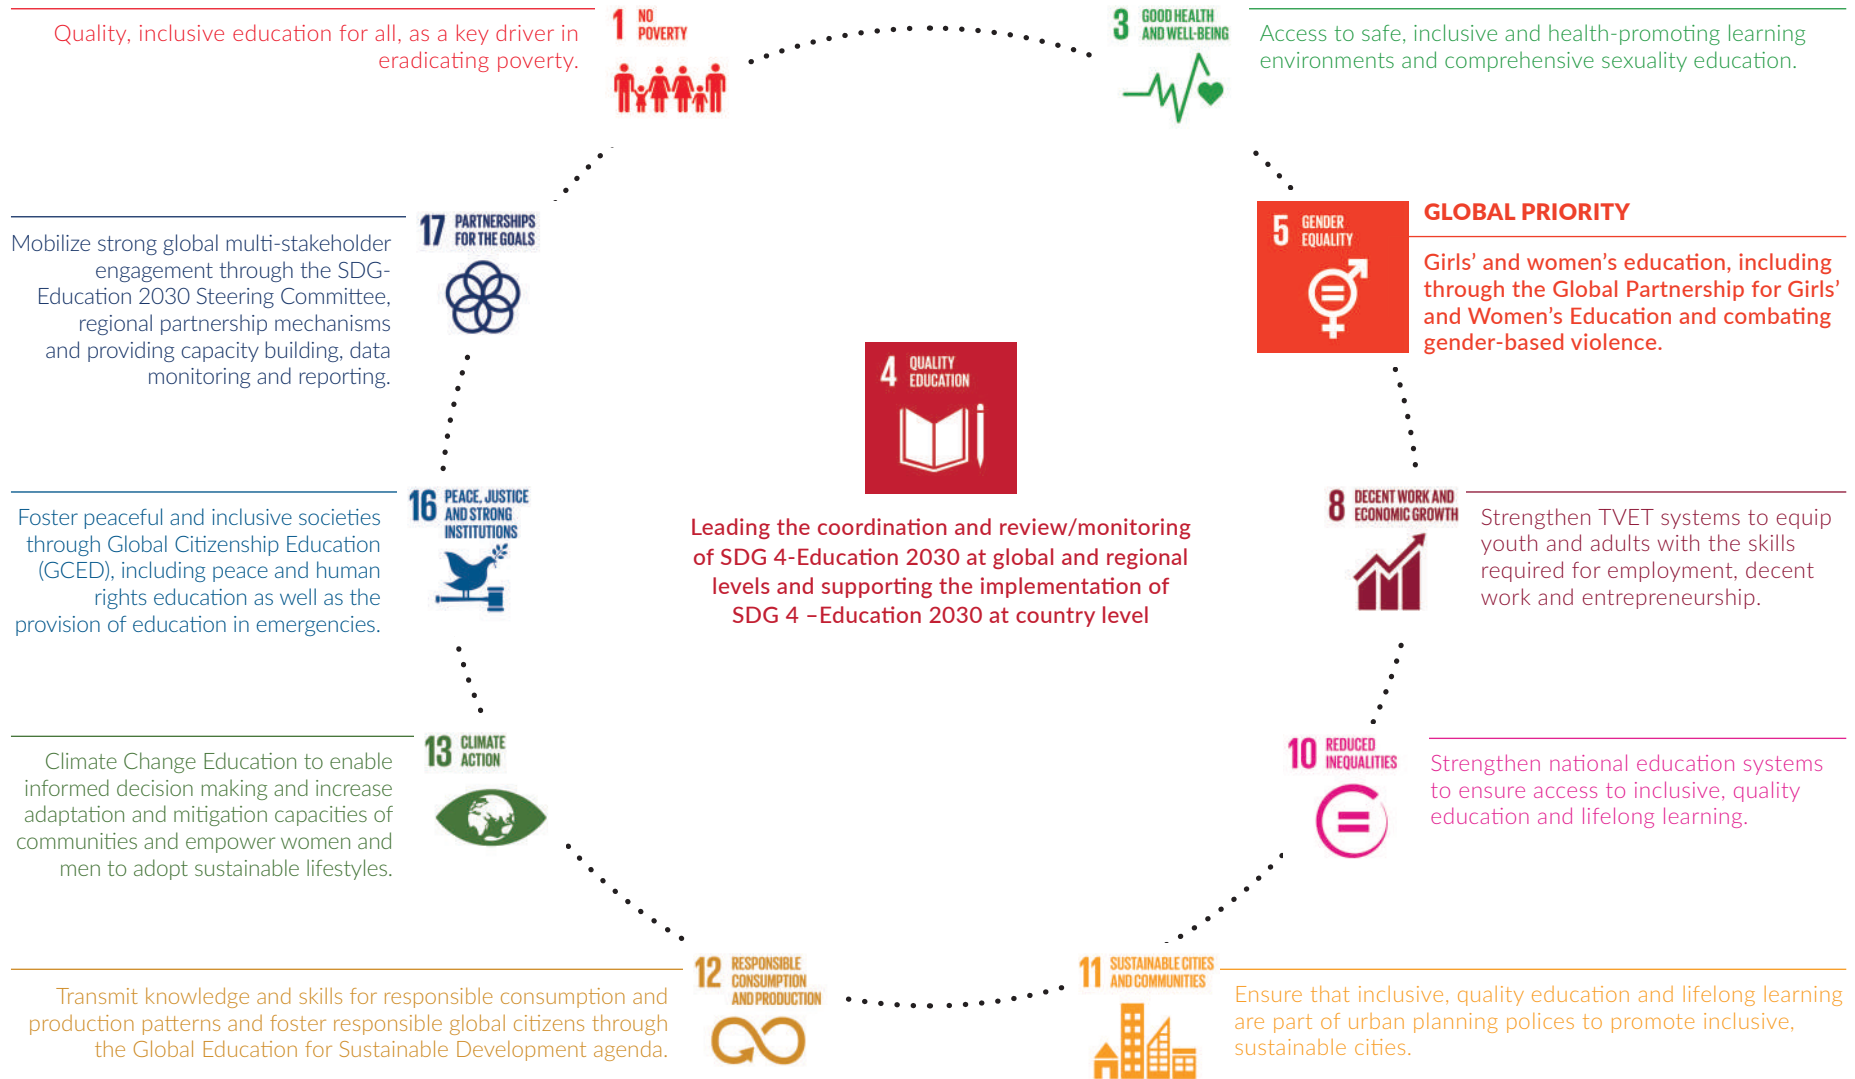 Quality, inclusive education for all, as a key driver in
eradicating poverty.
1 NO
POVERTY
3 GOOD HEALTH
AND WELL-BEING
Access to safe, inclusive and health-promoting learning
environments and comprehensive sexuality education.
Mobilize strong global multi-stakeholder
engagement through the SDG-
Education 2030 Steering Committee,
regional partnership mechanisms
and providing capacity building, data
monitoring and reporting.
17 PARTNERSHIPS
FOR THE GOALS
5 GENDER
EQUALITY
GLOBAL PRIORITY
Girls’ and women’s education, including
through the Global Partnership for Girls’
and Women’s Education and combating
gender-based violence.
4 QUALITY
EDUCATION
Leading the coordination and review/monitoring
of SDG 4-Education 2030 at global and regional
levels and supporting the implementation of
SDG 4 –Education 2030 at country level
Foster peaceful and inclusive societies
through Global Citizenship Education
(GCED), including peace and human
rights education as well as the
provision of education in emergencies.
16 PEACE, JUSTICE
AND STRONG
INSTITUTIONS
8 DECENT WORK AND
ECONOMIC GROWTH
Strengthen TVET systems to equip
youth and adults with the skills
required for employment, decent
work and entrepreneurship.
Climate Change Education to enable
informed decision making and increase
adaptation and mitigation capacities of
communities and empower women and
men to adopt sustainable lifestyles.
13 CLIMATE
ACTION
10 REDUCED
INEQUALITIES
Strengthen national education systems
to ensure access to inclusive, quality
education and lifelong learning.
Transmit knowledge and skills for responsible consumption and
production patterns and foster responsible global citizens through
the Global Education for Sustainable Development agenda.
12 RESPONSIBLE
CONSUMPTION
AND PRODUCTION
11 SUSTAINABLE CITIES
AND COMMUNITIES
Ensure that inclusive, quality education and lifelong learning
are part of urban planning polices to promote inclusive,
sustainable cities.